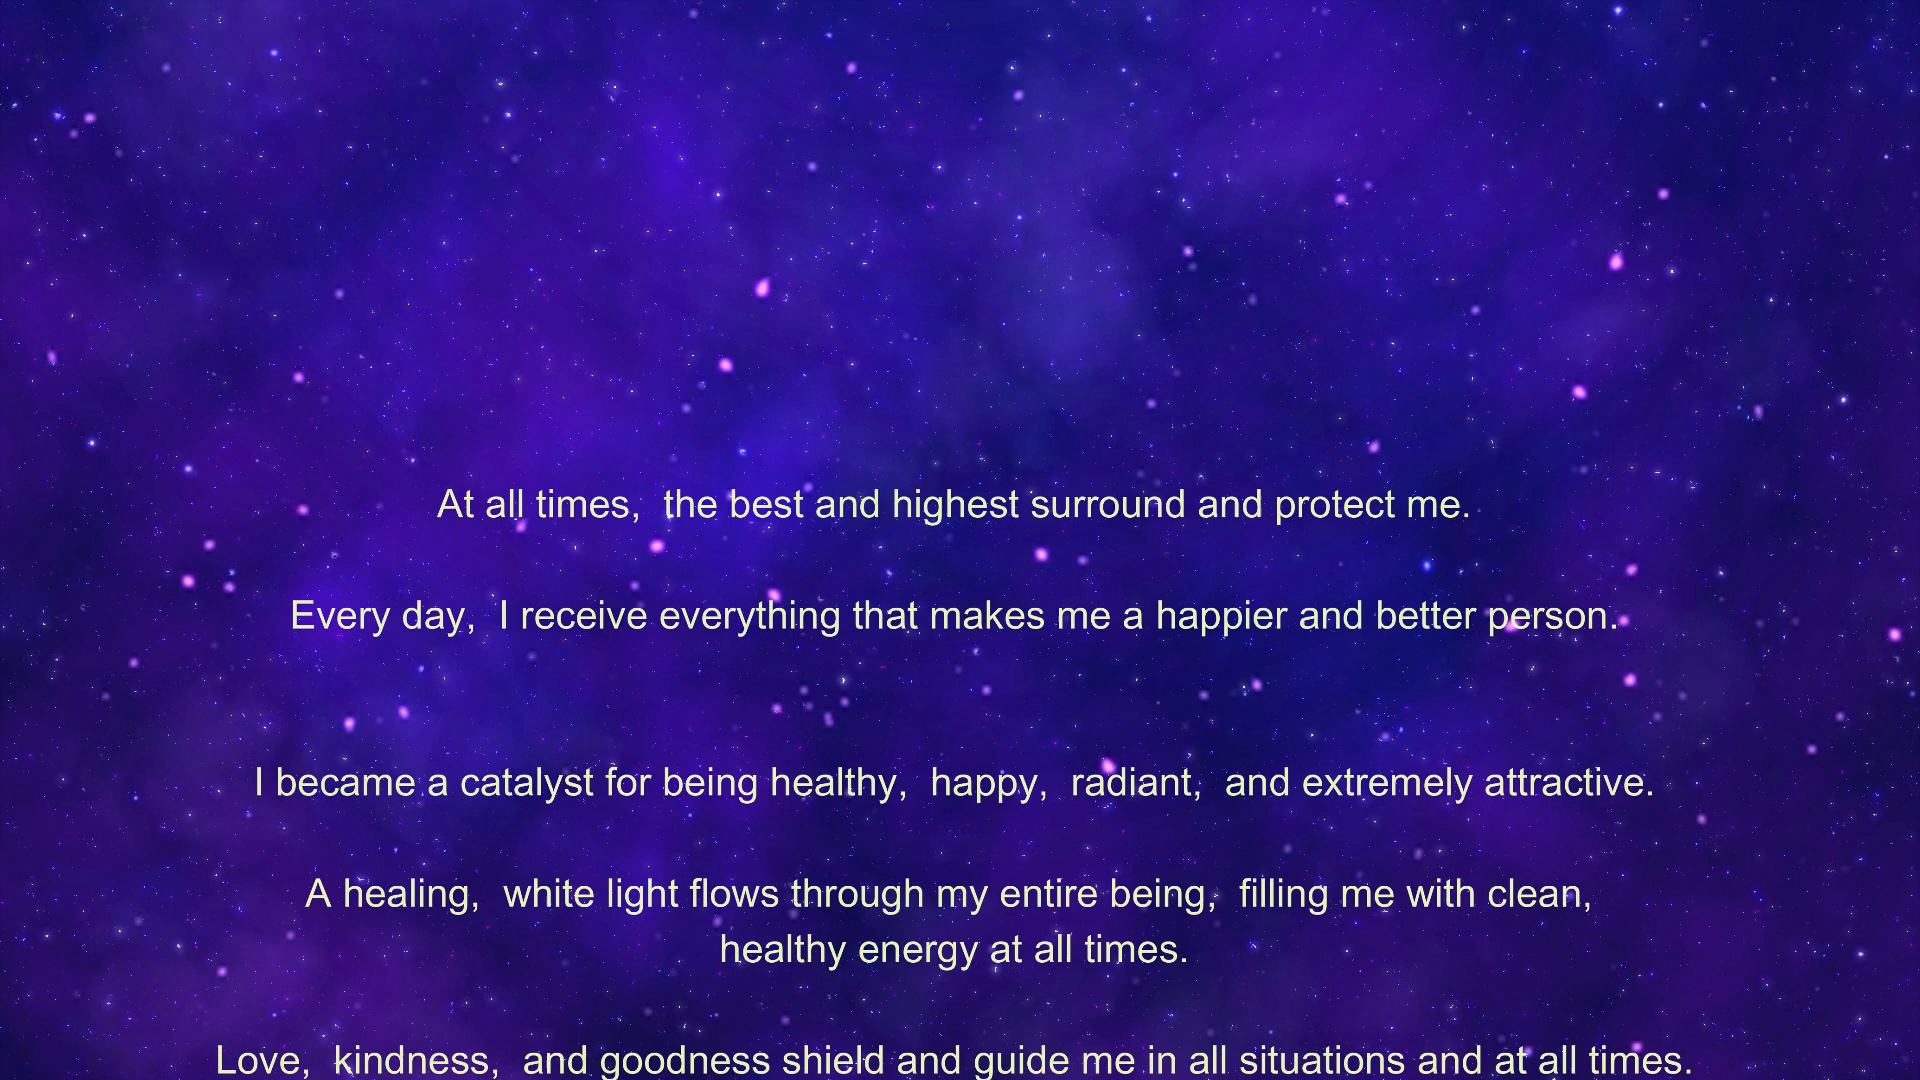 At all times,  the best and highest surround and protect me.
Every day,  I receive everything that makes me a happier and better person.
I became a catalyst for being healthy,  happy,  radiant,  and extremely attractive.
A healing,  white light flows through my entire being,  filling me with clean,
healthy energy at all times.
Love,  kindness,  and goodness shield and guide me in all situations and at all times.